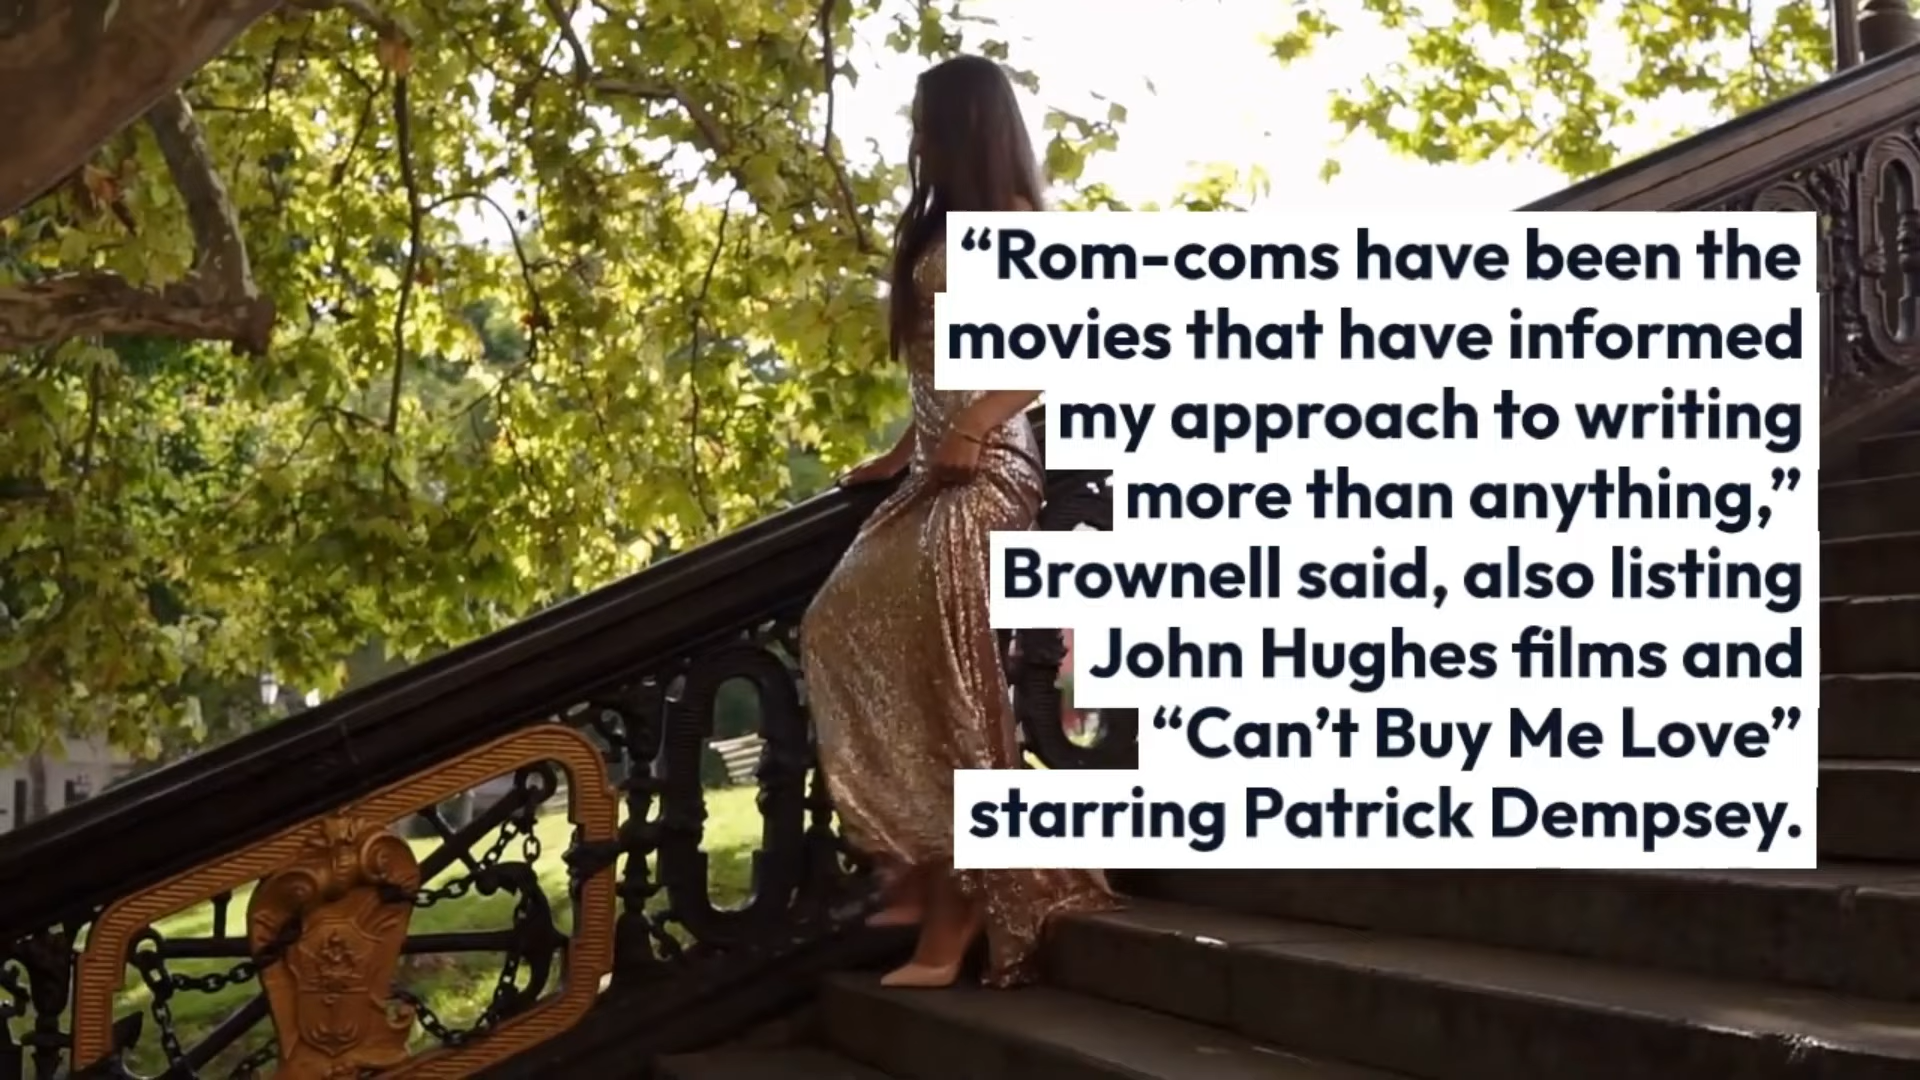 “Rom-coms have been the
movies that have informed
my approach to writing
more than anything,”
Brownell said, also listing
John Hughes films and
“Can’t Buy Me Love”
starring Patrick Dempsey.